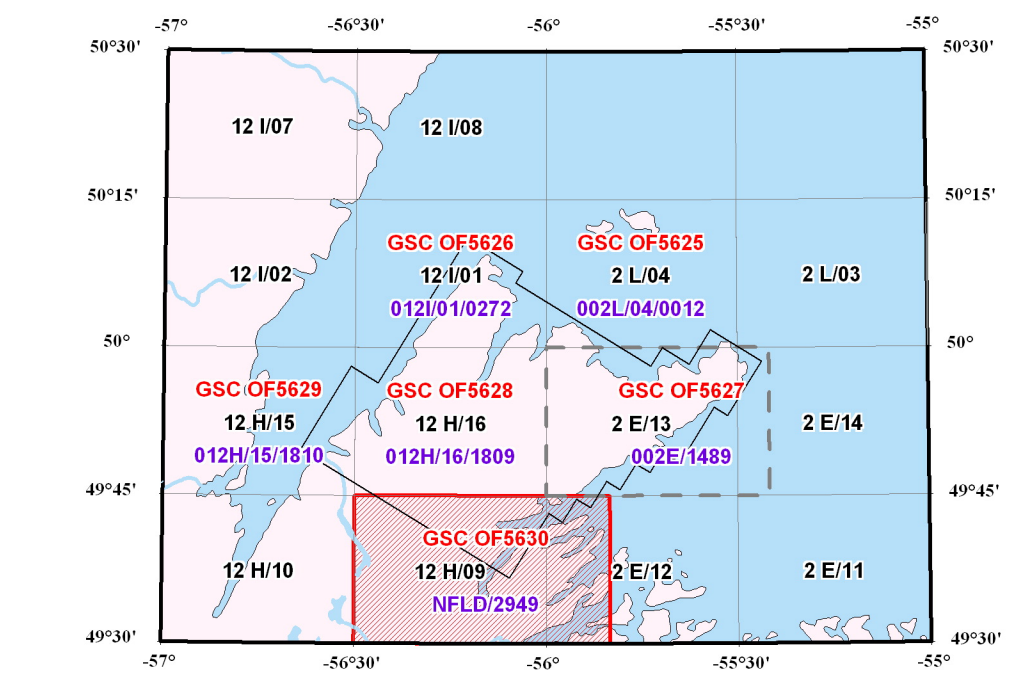 -57° -56°30' -56° -55°30' -55°
50°30' 50°30'
12 I/07 12 I/08
50°15' 50°15'
GSC OF5626 GSC OF5625
12 I/02 12 I/01 2 L/04 2 L/03
012I/01/0272 002L/04/0012
50° 50°
GSC OF5629 GSC OF5628 GSC OF5627
12 H/15 12 H/16 2 E/13 2 E/14
012H/15/1810 012H/16/1809 002E/1489
49°45' 49°45'
GSC OF5630
12 H/10 12 H/09 2 E/12 2 E/11
NFLD/2949
49°30' 49°30'
-57° -56°30' -56° -55°30' -55°